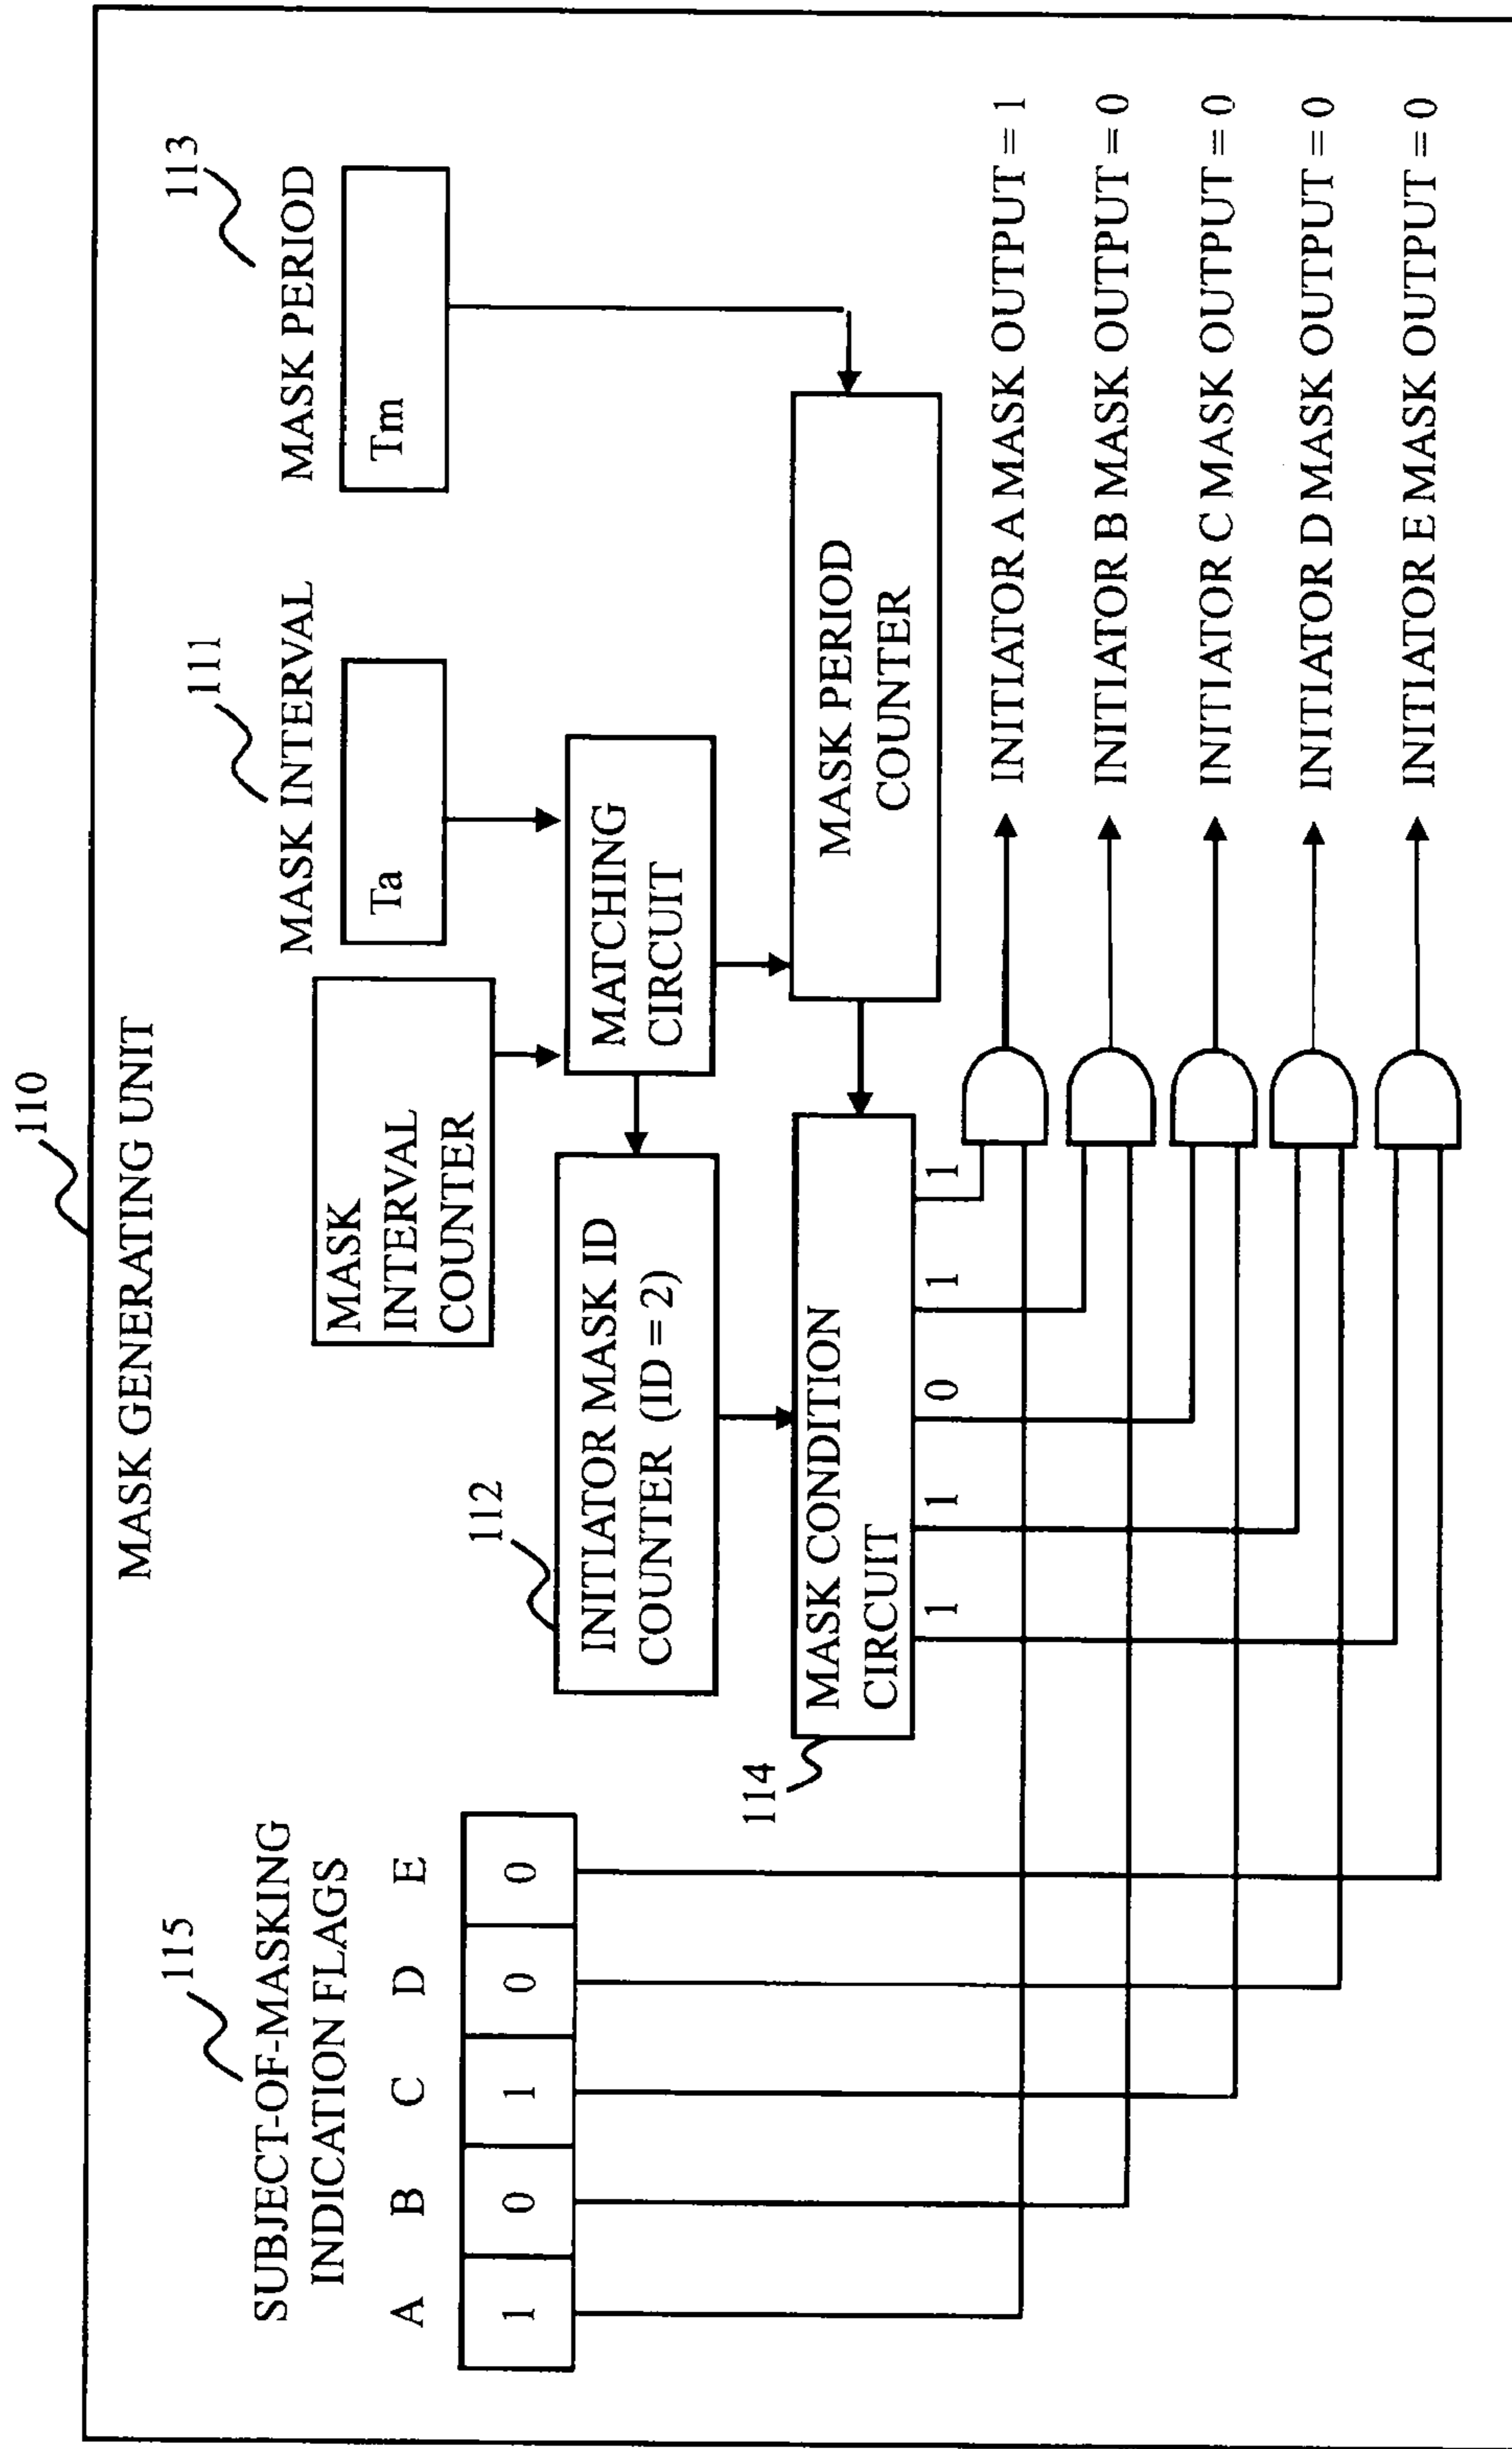 110
MASK GENERATING UNIT
115
SUBJECT-OF-MASKING
INDICATION FLAGS
A B C D E
1 0 1 0 0
111
MASK INTERVAL
Ta
113
MASK PERIOD
Tm
MASK
INTERVAL
COUNTER
112
INITIATOR MASK ID
COUNTER (ID = 2)
MATCHING
CIRCUIT
114
MASK CONDITION
CIRCUIT
MASK PERIOD
COUNTER
1 1 0 1 1
INITIATOR A MASK OUTPUT = 1
INITIATOR B MASK OUTPUT = 0
INITIATOR C MASK OUTPUT = 0
INITIATOR D MASK OUTPUT = 0
INITIATOR E MASK OUTPUT = 0